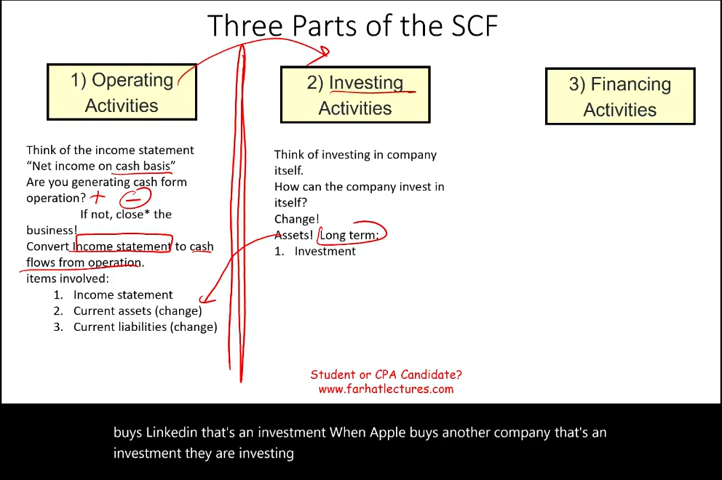 Three Parts of the SCF
1) Operating
Activities
Think of the income statement
“Net income on cash basis”
Are you generating cash form
operation? + −
If not, close* the
business!
Convert Income statement to cash
flows from operation.
items involved:
1. Income statement
2. Current assets (change)
3. Current liabilities (change)
2) Investing
Activities
Think of investing in company
itself.
How can the company invest in
itself?
Change!
Assets! Long term:
1. Investment
3) Financing
Activities
Student or CPA Candidate?
www.farhatlectures.com
buys Linkedin that's an investment When Apple buys another company that's an
investment they are investing